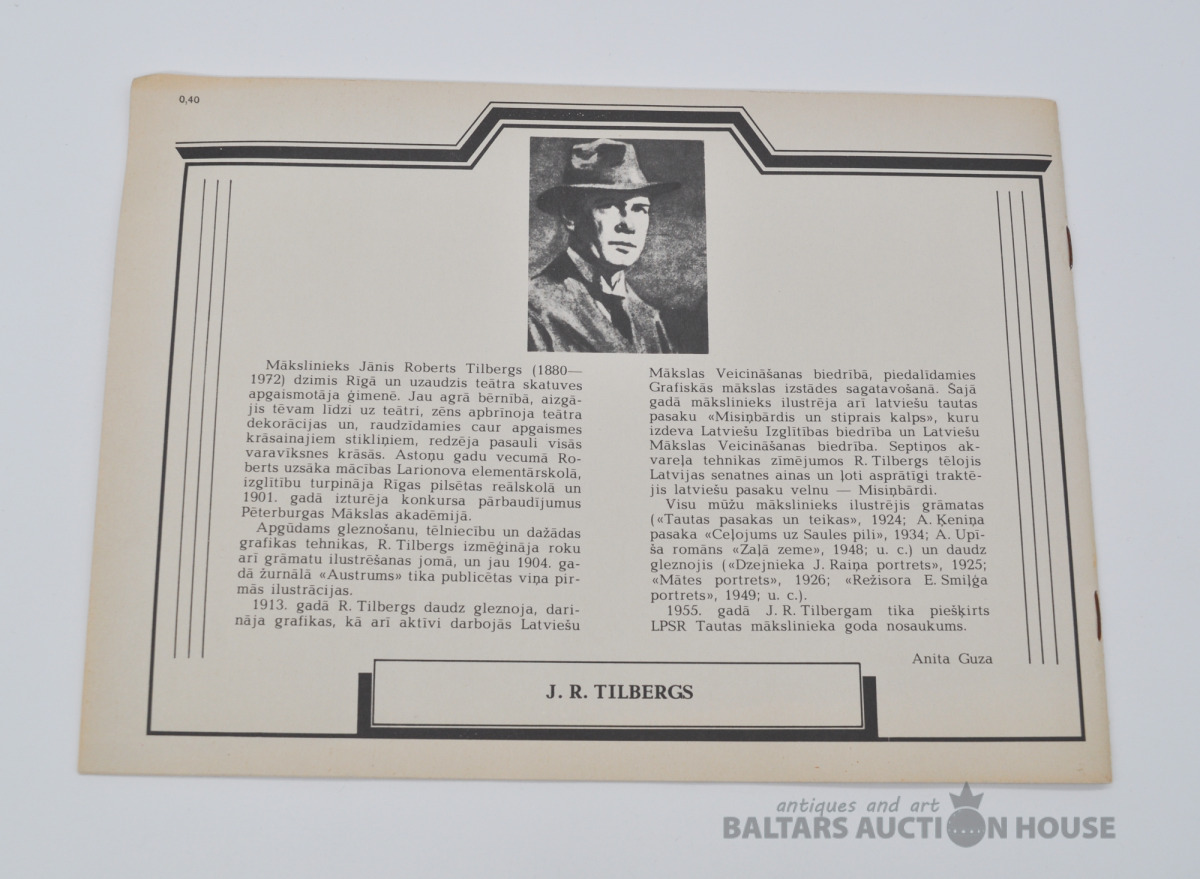 0,40
Mākslinieks Jānis Roberts Tilbergs (1880—
1972) dzimis Rīgā un uzaudzis teātra skatuves
apgaismotāja ģimenē. Jau agrā bērnībā, aizgā-
jis tēvam līdzi uz teātri, zēns apbrīnoja teātra
dekorācijas un, raudzīdamies caur apgaismes
krāsainajiem stikliņiem, redzēja pasauli visās
varavīksnes krāsās. Astoņu gadu vecumā Ro-
berts uzsāka mācības Larionova elementārskolā,
izglītību turpināja Rīgas pilsētas reālskolā un
1901. gadā izturēja konkursa pārbaudījumus
Pēterburgas Mākslas akadēmijā.
Apgūdams gleznošanu, tēlniecību un dažādas
grafikas tehnikas, R. Tilbergs izmēģināja roku
arī grāmatu ilustrēšanas jomā, un jau 1904. ga-
dā žurnālā «Austrums» tika publicētas viņa pir-
mās ilustrācijas.
1913. gadā R. Tilbergs daudz gleznoja, dari-
nāja grafikas, kā arī aktīvi darbojās Latviešu
Mākslas Veicināšanas biedrībā, piedalīdamies
Grafiskās mākslas izstādes sagatavošanā. Šajā
gadā mākslinieks ilustrēja arī latviešu tautas
pasaku «Misiņbārdis un stiprais kalps», kuru
izdeva Latviešu Izglītības biedrība un Latviešu
Mākslas Veicināšanas biedrība. Septiņos ak-
vareļa tehnikas zīmējumos R. Tilbergs tēlojis
Latvijas senatnes ainas un ļoti asprātīgi traktē-
jis latviešu pasaku velnu — Misiņbārdi.
Visu mūžu mākslinieks ilustrējis grāmatas
(«Tautas pasakas un teikas», 1924; A. Ķeniņa
pasaka «Ceļojums uz Saules pili», 1934; A. Upī-
ša romāns «Zaļā zeme», 1948; u. c.) un daudz
gleznojis («Dzejnieka J. Raiņa portrets», 1925;
«Mātes portrets», 1926; «Režisora E. Smiļģa
portrets», 1949; u. c.).
1955. gadā J. R. Tilbergam tika piešķirts
LPSR Tautas mākslinieka goda nosaukums.
Anita Guza
J. R. TILBERGS
antiques and art
BALTARS AUCTION HOUSE